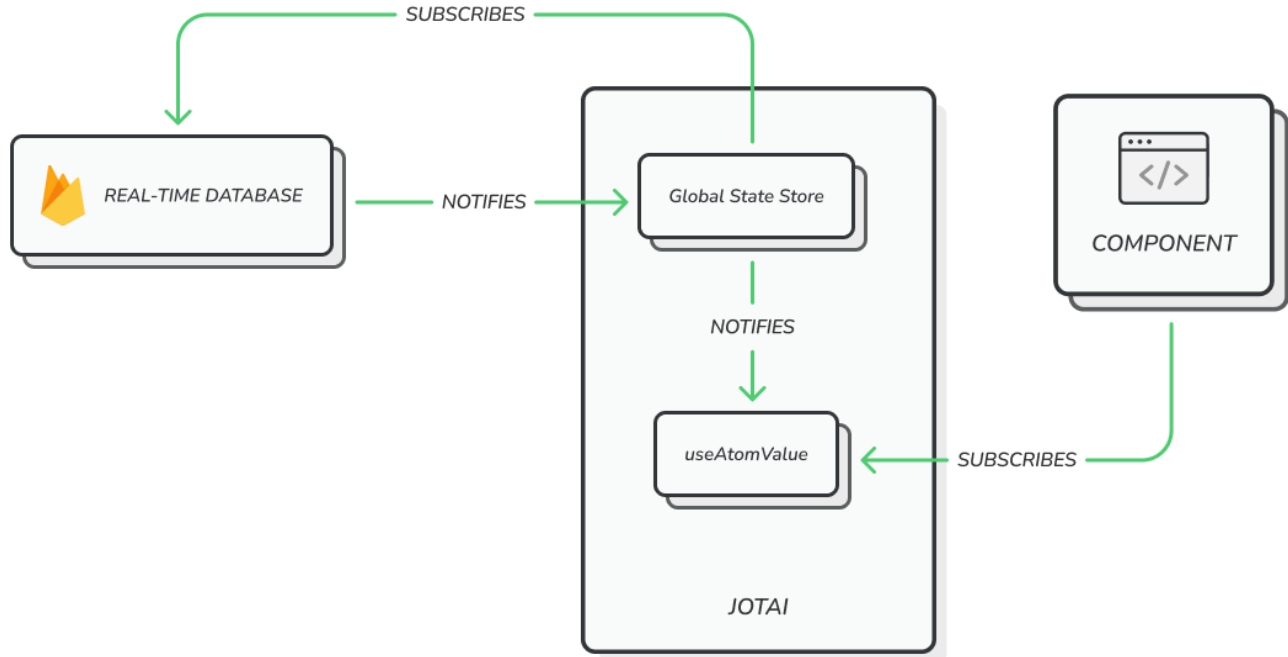 SUBSCRIBES
REAL-TIME DATABASE
NOTIFIES
Global State Store
</>
COMPONENT
NOTIFIES
useAtomValue
SUBSCRIBES
JOTAI